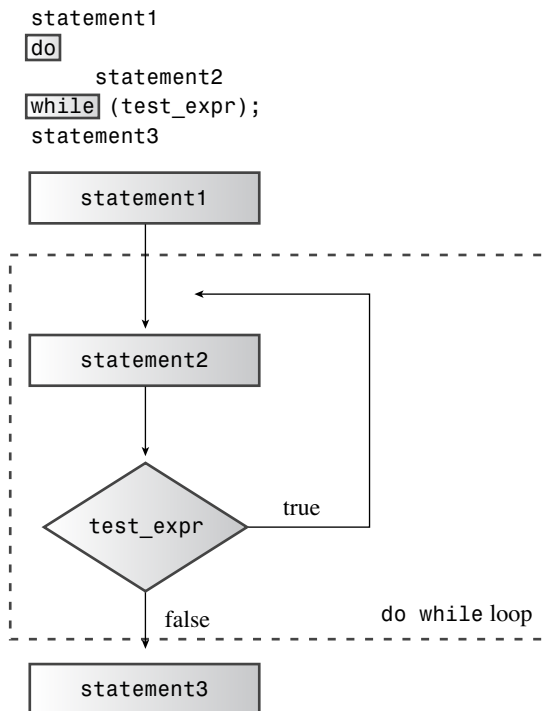 statement1
do
statement2
while (test_expr);
statement3
statement1
statement2
test_expr
true
false
do while loop
statement3